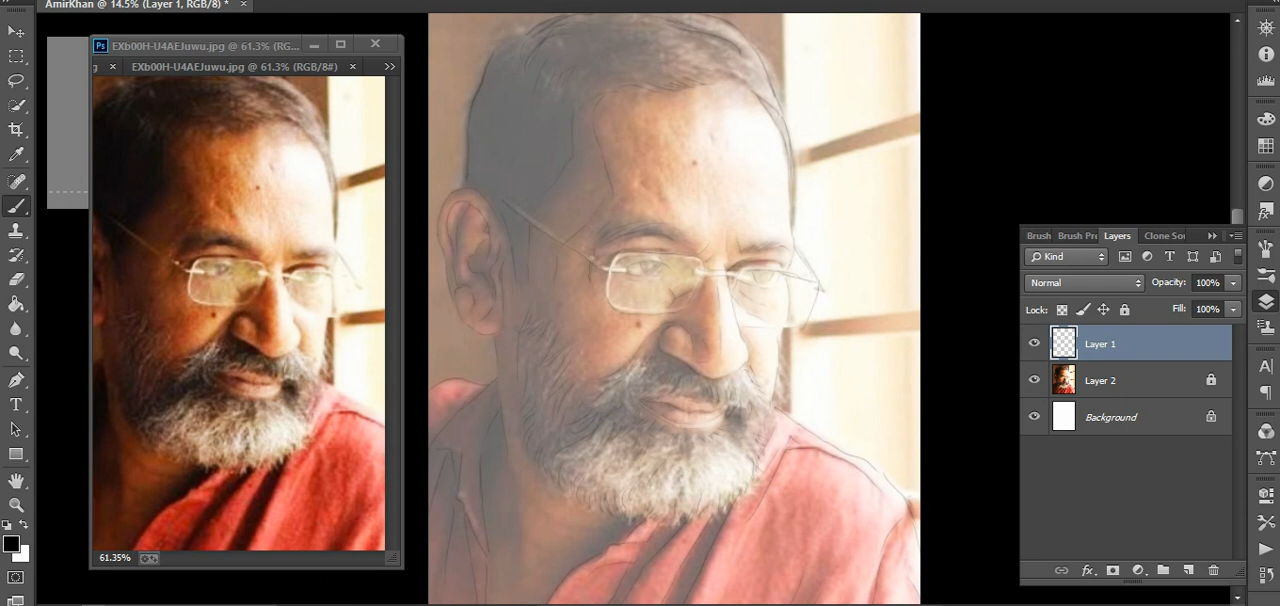 AmirKhan @ 14.5% (Layer 1, RGB/8) *
Ps EXb00H-U4AEJuwu.jpg @ 61.3% (RG...
g × EXb00H-U4AEJuwu.jpg @ 61.3% (RGB/8#) × >>
61.35%
Brush Brush Pre Layers Clone Sou
Kind
Normal Opacity: 100%
Lock: Fill: 100%
Layer 1
Layer 2
Background
fx
T
A